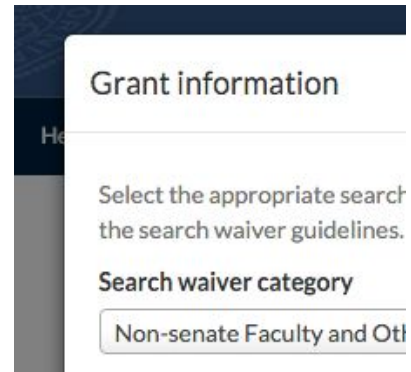 Grant information
He
Select the appropriate search
the search waiver guidelines.
Search waiver category
Non-senate Faculty and Oth